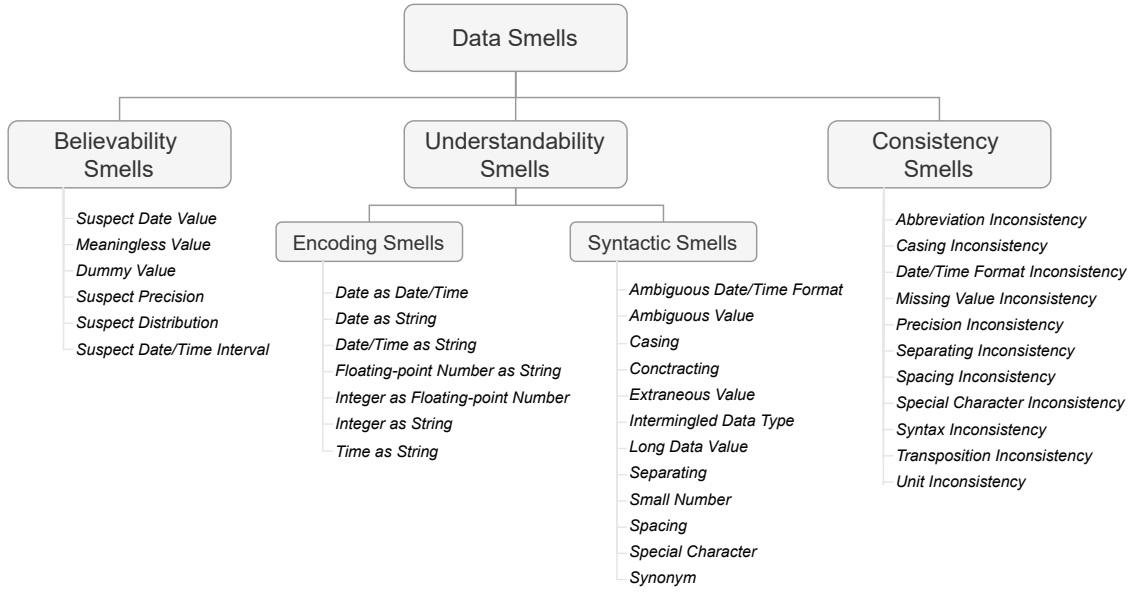 Data Smells
Believability
Smells
Suspect Date Value
Meaningless Value
Dummy Value
Suspect Precision
Suspect Distribution
Suspect Date/Time Interval
Understandability
Smells
Encoding Smells
Date as Date/Time
Date as String
Date/Time as String
Floating-point Number as String
Integer as Floating-point Number
Integer as String
Time as String
Syntactic Smells
Ambiguous Date/Time Format
Ambiguous Value
Casing
Conctracting
Extraneous Value
Intermingled Data Type
Long Data Value
Separating
Small Number
Spacing
Special Character
Synonym
Consistency
Smells
Abbreviation Inconsistency
Casing Inconsistency
Date/Time Format Inconsistency
Missing Value Inconsistency
Precision Inconsistency
Separating Inconsistency
Spacing Inconsistency
Special Character Inconsistency
Syntax Inconsistency
Transposition Inconsistency
Unit Inconsistency